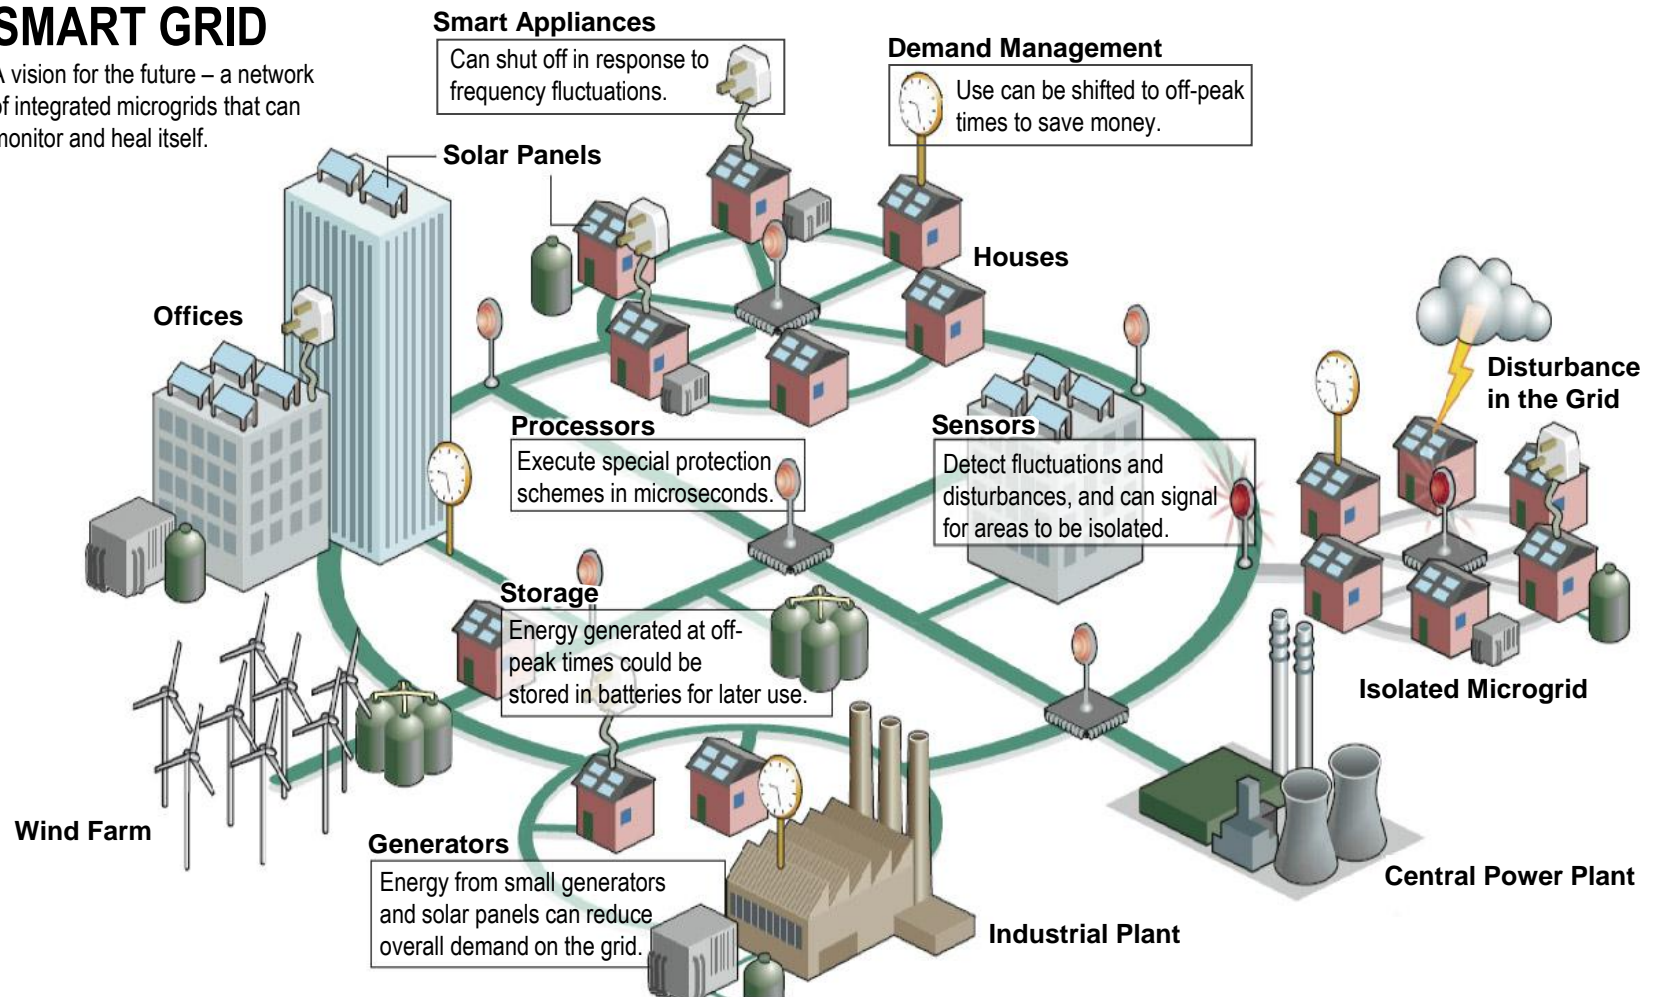 SMART GRID
A vision for the future – a network
of integrated microgrids that can
monitor and heal itself.
Smart Appliances
Can shut off in response to
frequency fluctuations.
Demand Management
Use can be shifted to off-peak
times to save money.
Solar Panels
Houses
Offices
Disturbance
in the Grid
Processors
Execute special protection
schemes in microseconds.
Sensors
Detect fluctuations and
disturbances, and can signal
for areas to be isolated.
Storage
Energy generated at off-
peak times could be
stored in batteries for later use.
Isolated Microgrid
Wind Farm
Generators
Energy from small generators
and solar panels can reduce
overall demand on the grid.
Central Power Plant
Industrial Plant